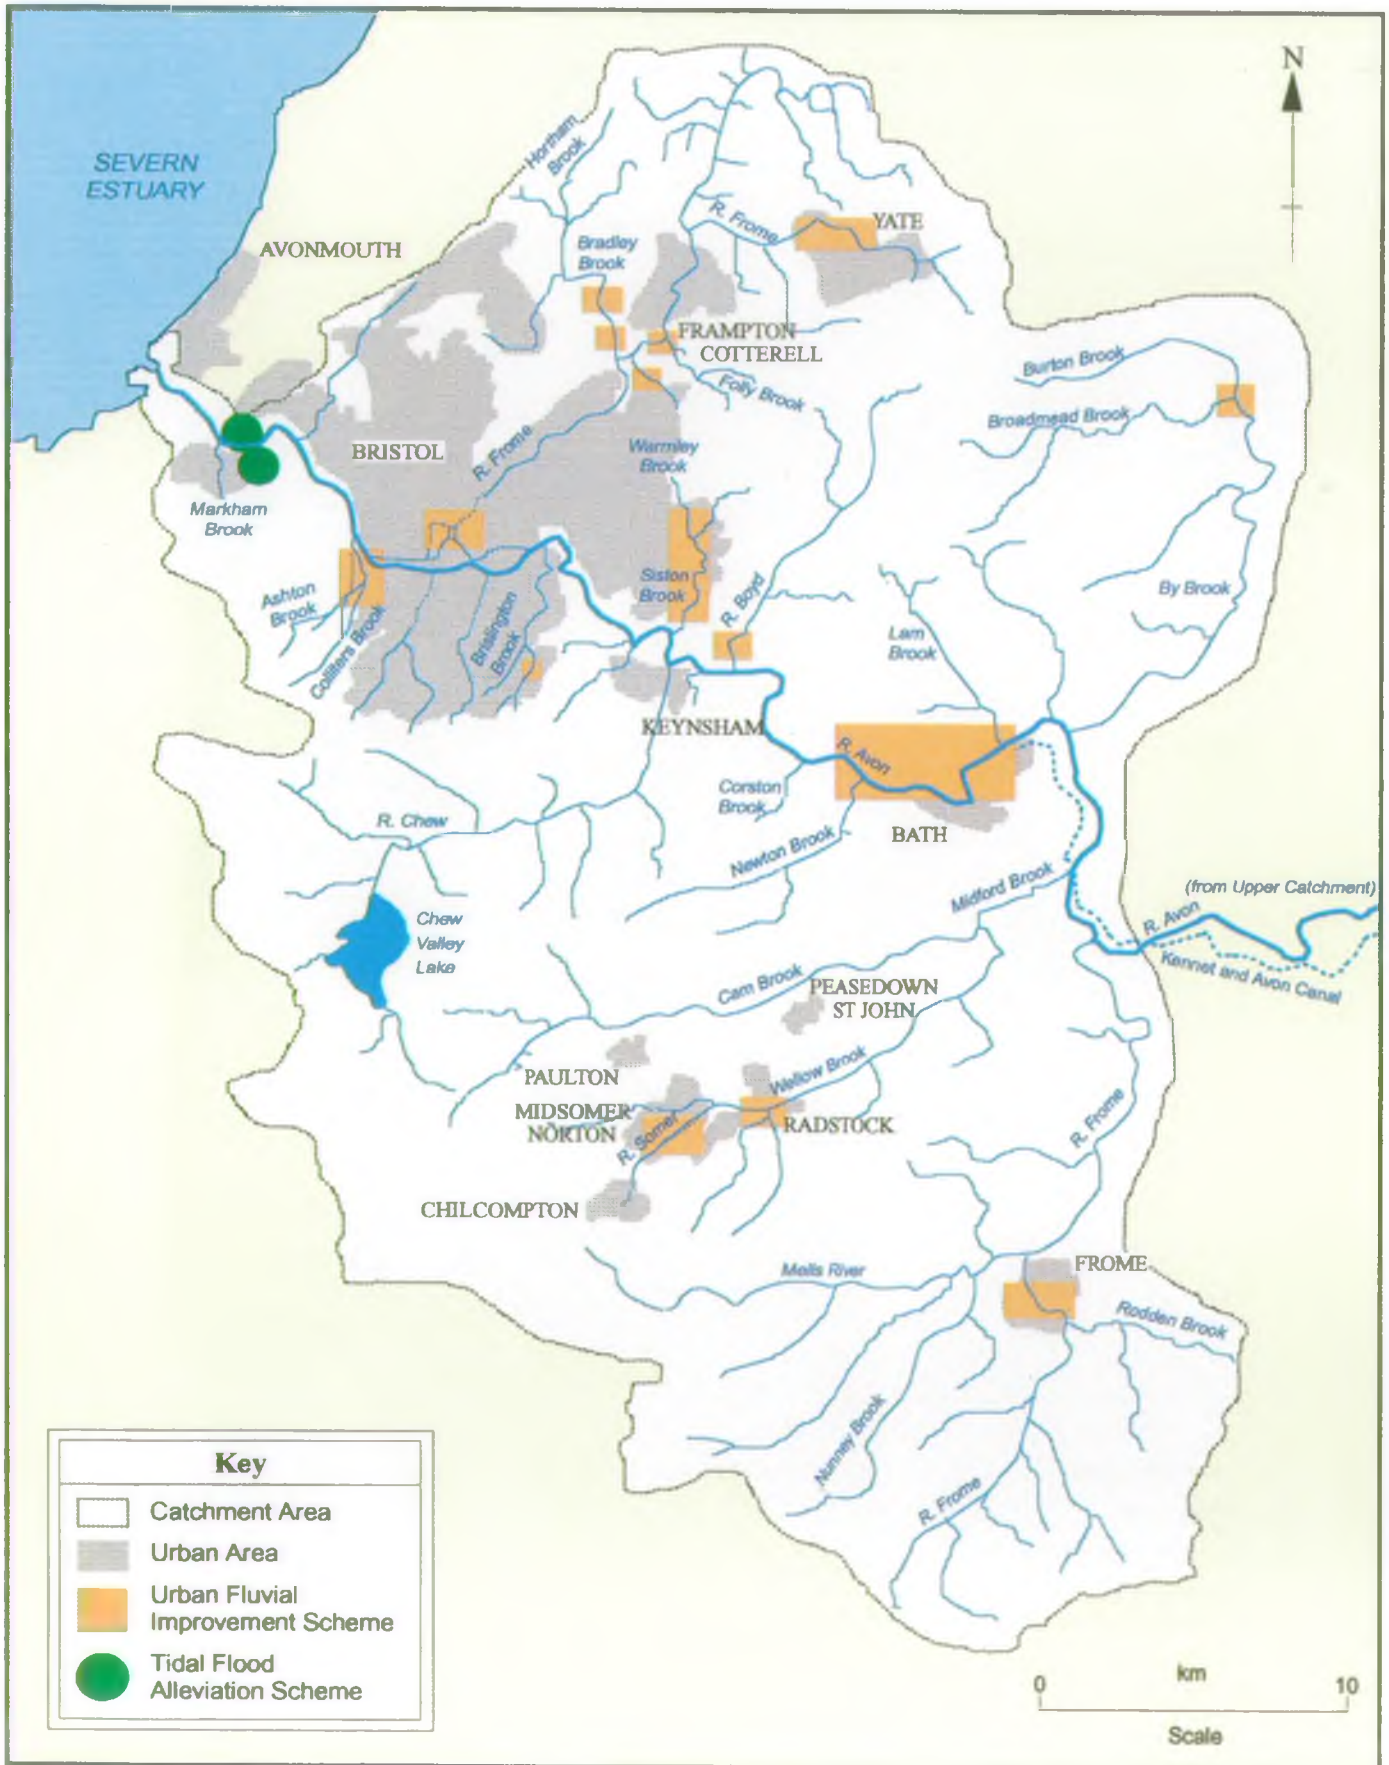 N
SEVERN
ESTUARY
Hortham
Brook
AVONMOUTH
R. Frome
YATE
Bradley
Brook
FRAMPTON
COTTERELL
Folly Brook
Burton Brook
Broadmead Brook
BRISTOL
R. Frome
Warmley
Brook
Markham
Brook
Ashton
Brook
Colliters Brook
Brislington
Brook
Siston
Brook
R. Boyd
Lam
Brook
By Brook
KEYNSHAM
R. Avon
Corston
Brook
BATH
R. Chew
Newton Brook
Midford Brook
(from Upper Catchment)
R. Avon
Kennet and Avon Canal
Chew
Valley
Lake
Cam Brook
PEASEDOWN
ST JOHN
PAULTON
Wellow Brook
MIDSOMER
NORTON
R. Somer
RADSTOCK
R. Frome
CHILCOMPTON
Mells River
FROME
Rodden Brook
Nunney Brook
R. Frome
Key
Catchment Area
Urban Area
Urban Fluvial
Improvement Scheme
Tidal Flood
Alleviation Scheme
km
0 10
Scale